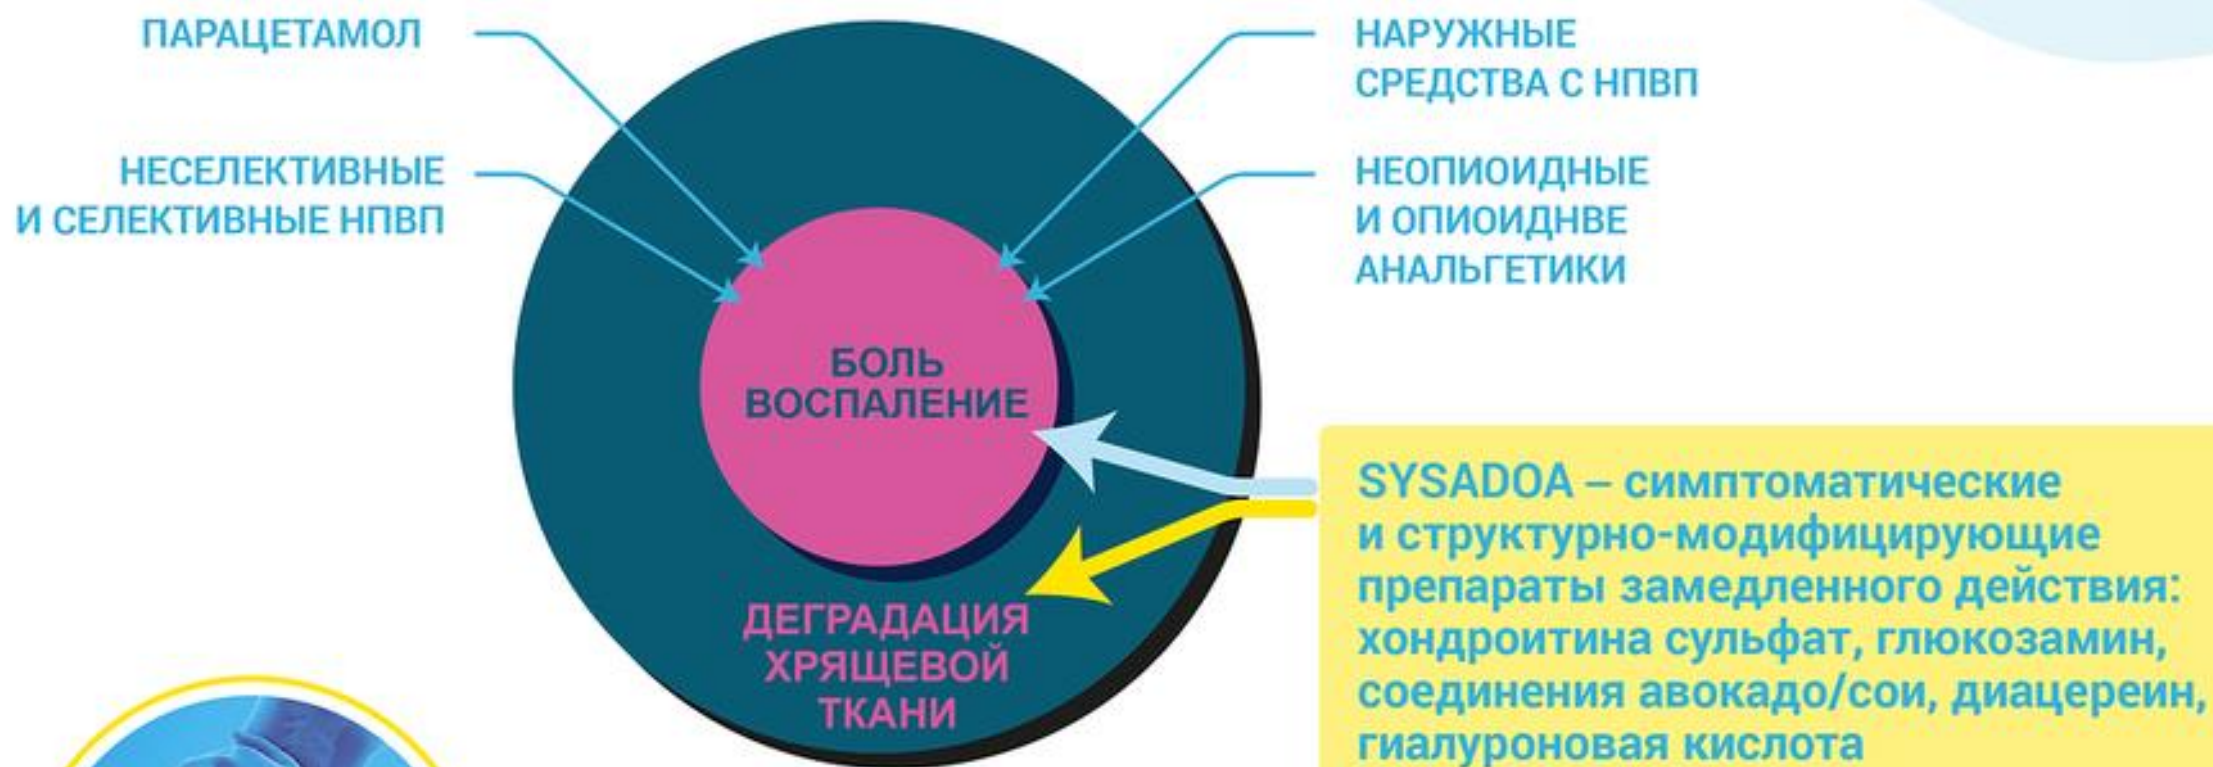 ПАРАЦЕТАМОЛ
НЕСЕЛЕКТИВНЫЕ
И СЕЛЕКТИВНЫЕ НПВП
НАРУЖНЫЕ
СРЕДСТВА С НПВП
НЕОПИОИДНЫЕ
И ОПИОИДНВЕ
АНАЛЬГЕТИКИ
БОЛЬ
ВОСПАЛЕНИЕ
ДЕГРАДАЦИЯ
ХРЯЩЕВОЙ
ТКАНИ
SYSADOA – симптоматические
и структурно-модифицирующие
препараты замедленного действия:
хондроитина сульфат, глюкозамин,
соединения авокадо/сои, диацереин,
гиалуроновая кислота